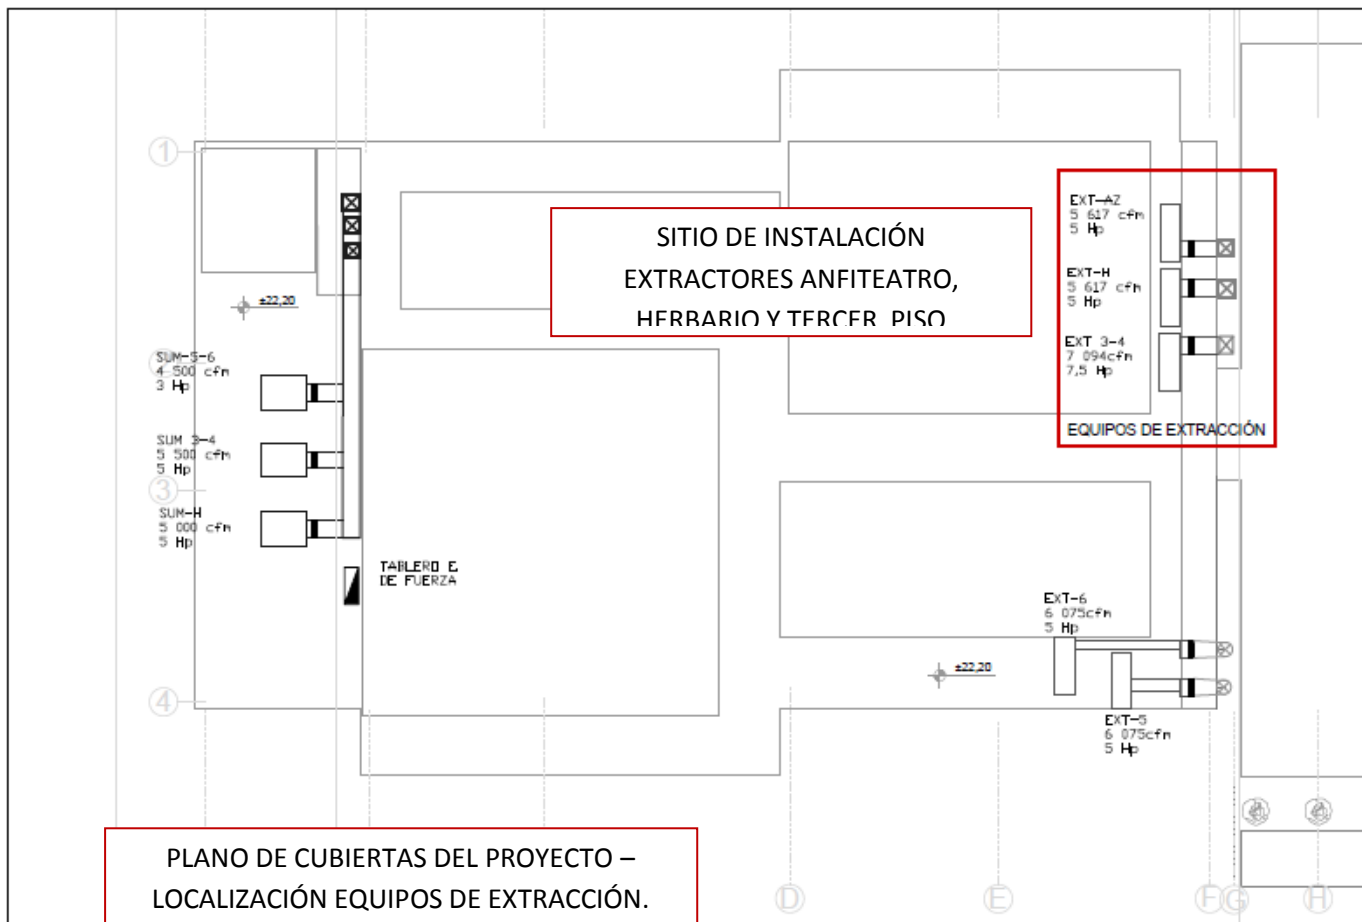 1
EXT-AZ
5 617 cfm
5 Hp
SITIO DE INSTALACIÓN
EXTRACTORES ANFITEATRO,
HERBARIO Y TERCER PISO
EXT-H
5 617 cfm
5 Hp
±22,20
EXT 3-4
7 094cfm
7,5 Hp
SUM-5-6
4 500 cfm
3 Hp
EQUIPOS DE EXTRACCIÓN
SUM 3-4
5 500 cfm
5 Hp
3
SUM-H
5 000 cfm
5 Hp
TABLERO E
DE FUERZA
EXT-6
6 075cfm
5 Hp
±22,20
4
EXT-5
6 075cfm
5 Hp
PLANO DE CUBIERTAS DEL PROYECTO –
LOCALIZACIÓN EQUIPOS DE EXTRACCIÓN.
D
E
F
G
H